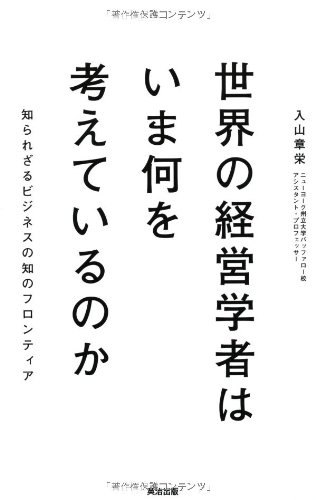 「著作権保護コンテンツ」
入山章栄
ニューヨーク州立大学バッファロー校
アシスタント・プロフェッサー
世界の経営学者は
いま何を
考えているのか
知られざるビジネスの知のフロンティア
英治出版
「著作権保護コンテンツ」